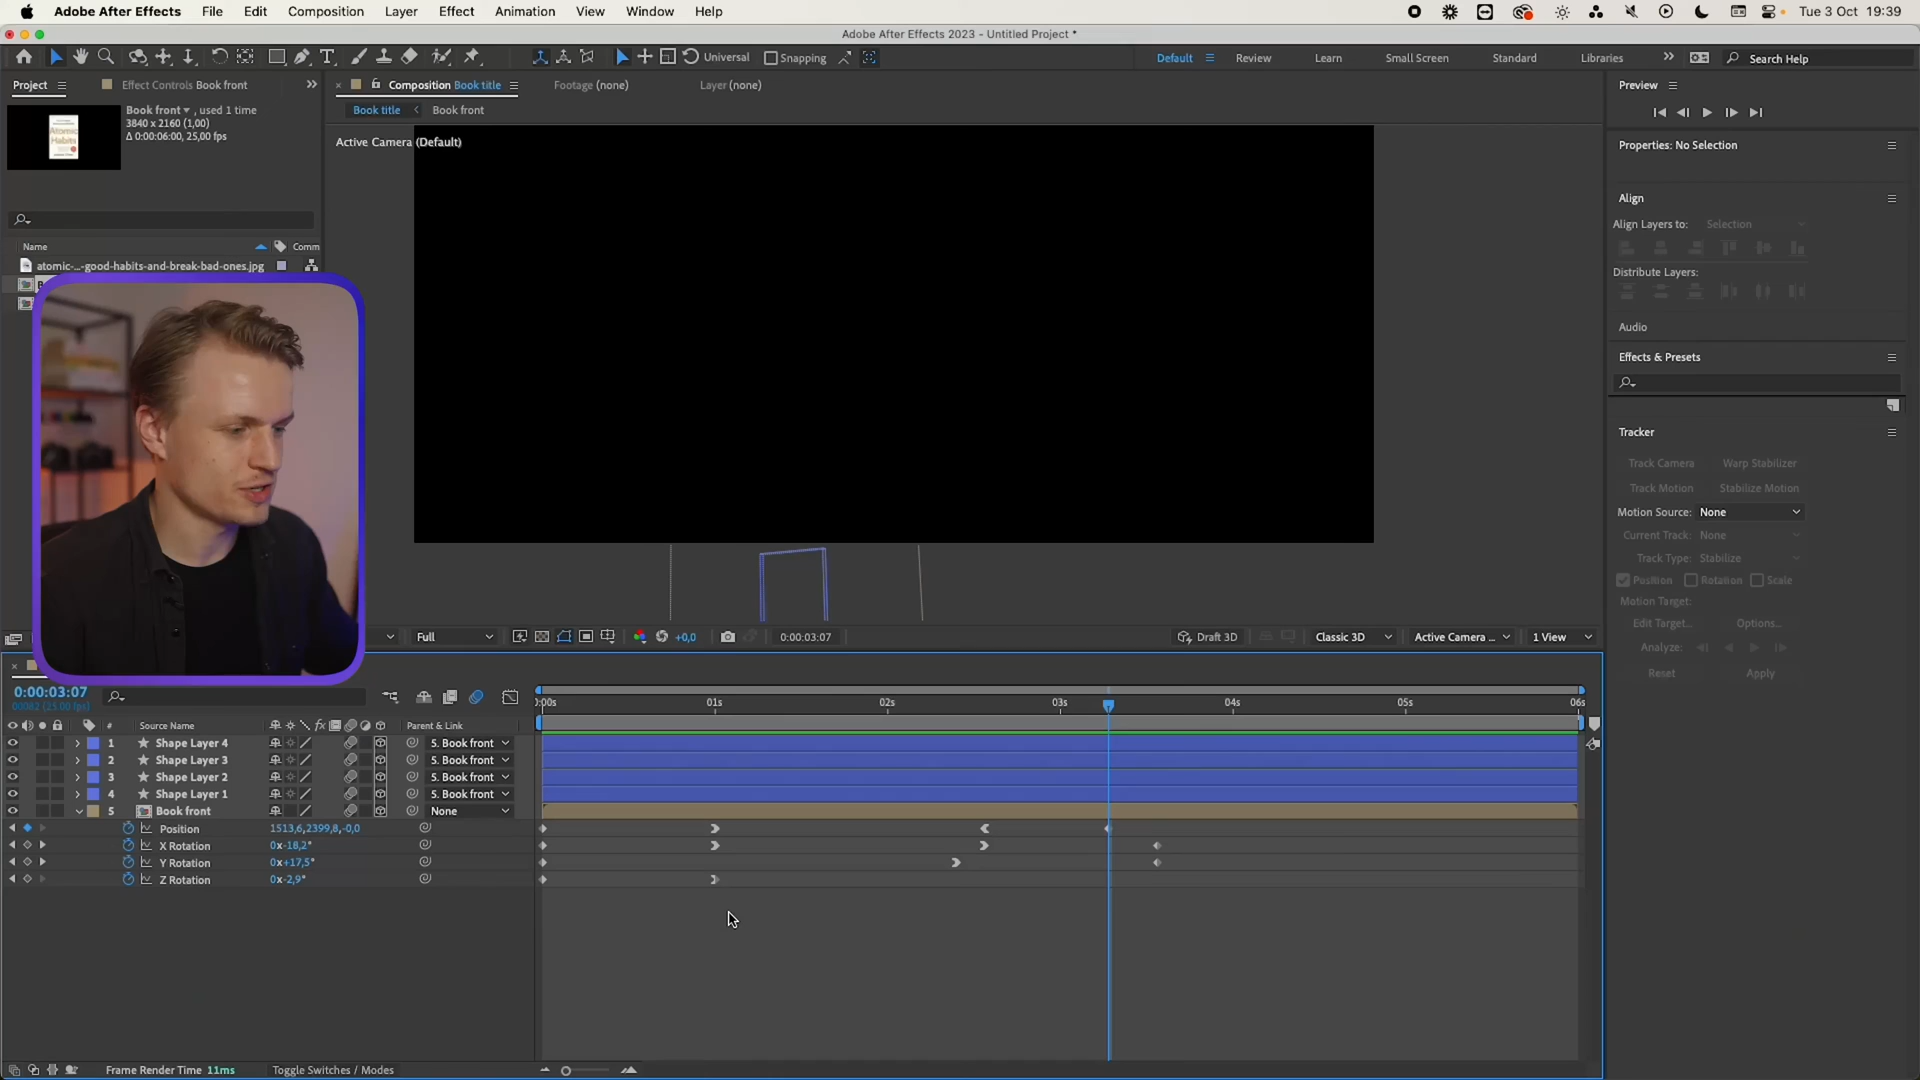 Adobe After Effects File Edit Composition Layer Effect Animation View Window Help Tue 3 Oct 19:39
Adobe After Effects 2023 - Untitled Project *
Universal Snapping Default Review Learn Small Screen Standard Libraries Search Help
Project Effect Controls Book front Composition Book title Footage (none) Layer (none) Preview
Book front, used 1 time
3840 x 2160 (1,00)
Δ 0:00:06:00, 25,00 fps
Atomic
Habits
Book title Book front
Active Camera (Default)
Properties: No Selection
Align
Align Layers to: Selection
Distribute Layers:
Name Comm
atomic-...-good-habits-and-break-bad-ones.jpg
Audio
Effects & Presets
Tracker
Track Camera Warp Stabilizer
Track Motion Stabilize Motion
Motion Source: None
Current Track: None
Track Type: Stabilize
Position Rotation Scale
Motion Target:
Edit Target... Options...
Analyze:
Reset Apply
Full +0,0 0:00:03:07 Draft 3D Classic 3D Active Camera ... 1 View
0:00:03:07
00082 (25.00 fps)
0:00s 01s 02s 03s 04s 05s 06s
# Source Name fx Parent & Link
1 Shape Layer 4 5. Book front
2 Shape Layer 3 5. Book front
3 Shape Layer 2 5. Book front
4 Shape Layer 1 5. Book front
5 Book front None
Position 1513,6,2399,8,-0,0
X Rotation 0x-18,2°
Y Rotation 0x+17,5°
Z Rotation 0x-2,9°
Frame Render Time 11ms Toggle Switches / Modes